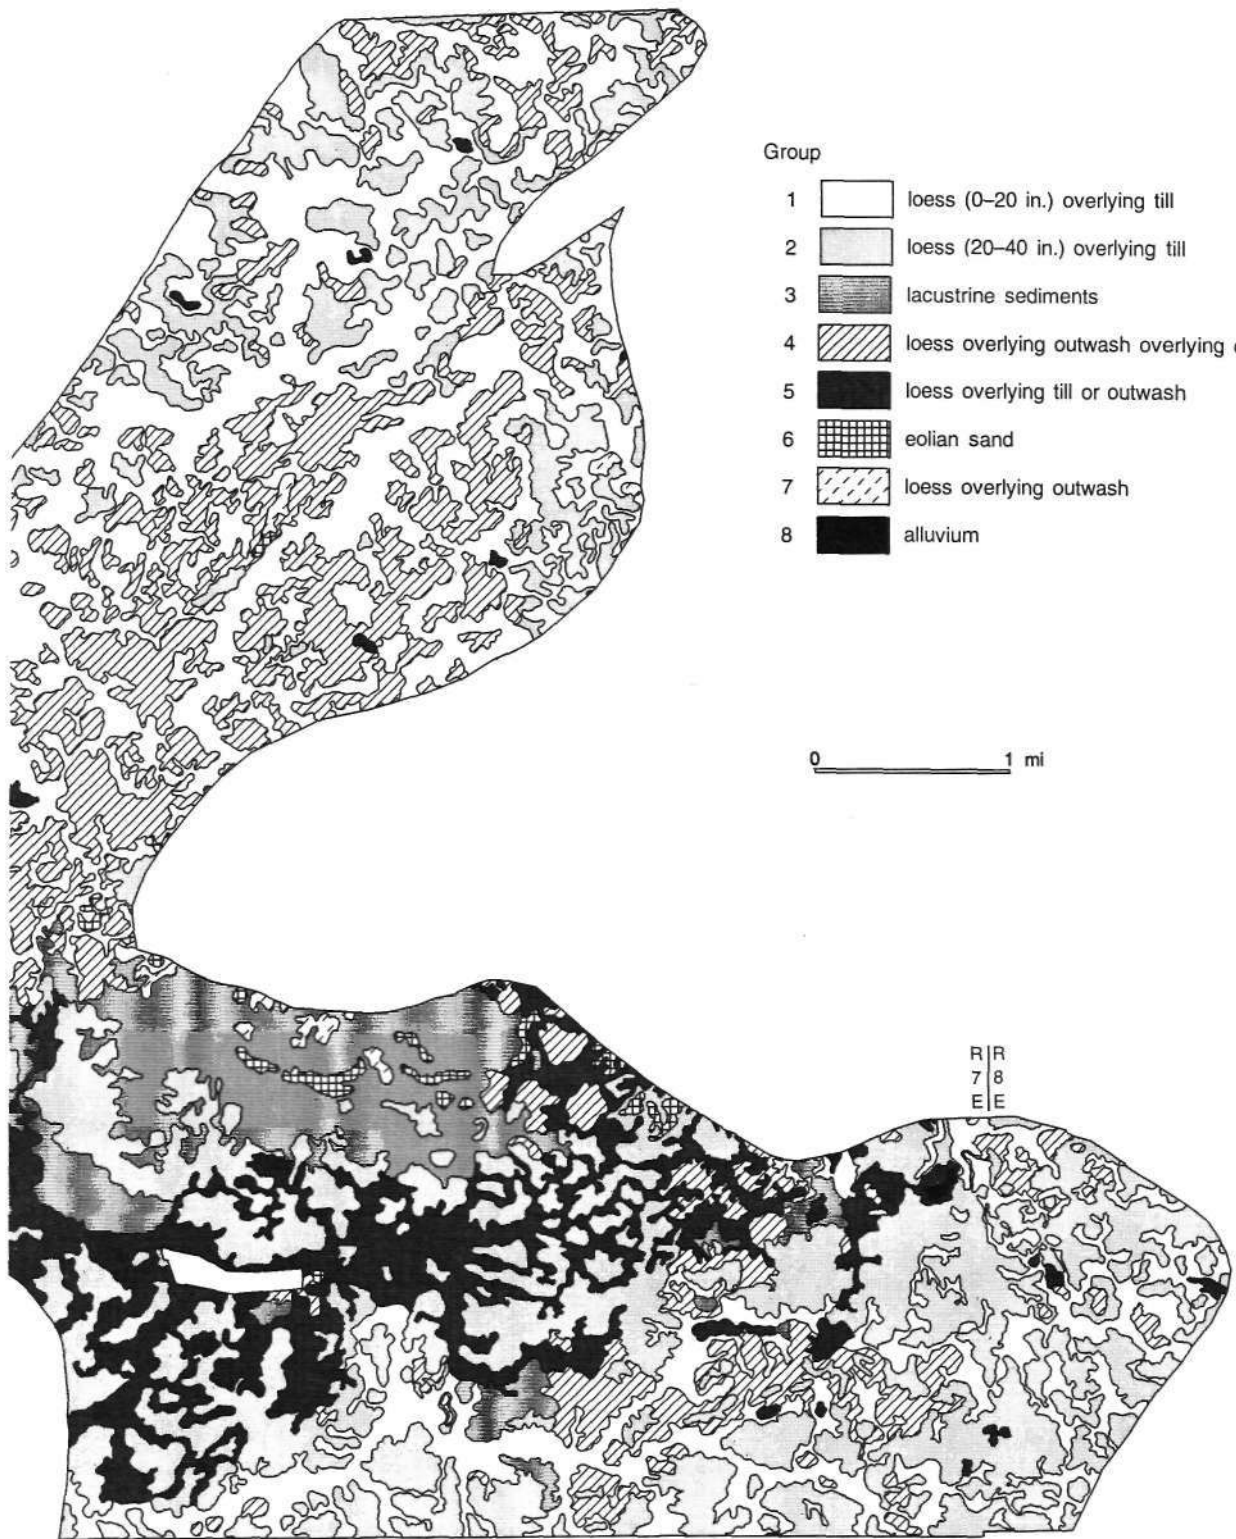 Group
1 loess (0–20 in.) overlying till
2 loess (20–40 in.) overlying till
3 lacustrine sediments
4 loess overlying outwash overlying
5 loess overlying till or outwash
6 eolian sand
7 loess overlying outwash
8 alluvium
0 1 mi
R R
7 8
E E